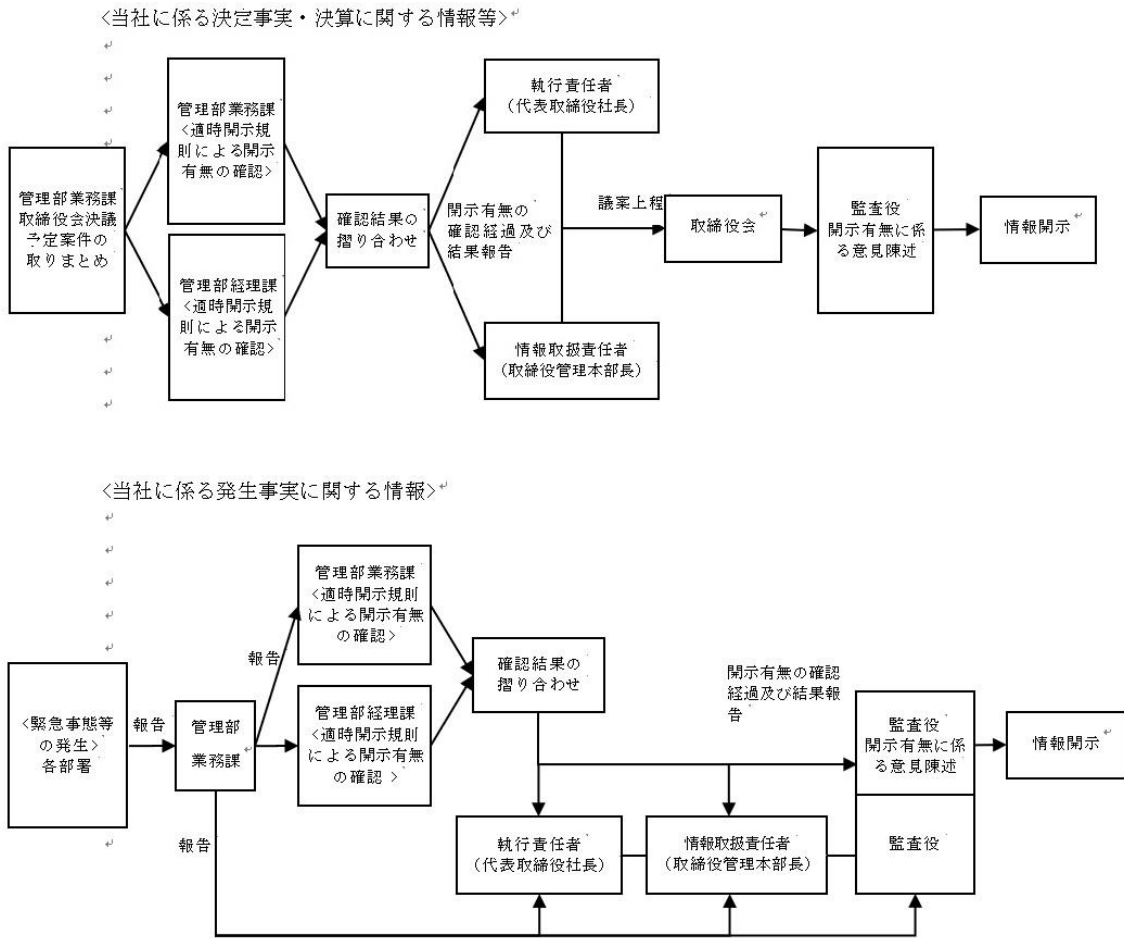 <当社に係る決定事実・決算に関する情報等>
管理部業務課
取締役会決議
予定案件の
取りまとめ
管理部業務課
<適時開示規
則による開示
有無の確認>
管理部経理課
<適時開示規
則による開示
有無の確認>
確認結果の
摺り合わせ
執行責任者
(代表取締役社長)
開示有無の
確認経過及び
結果報告
情報取扱責任者
(取締役管理本部長)
議案上程
取締役会
監査役
開示有無に係
る意見陳述
情報開示
<当社に係る発生事実に関する情報>
<緊急事態等
の発生>
各部署
報告
管理部
業務課
報告
報告
管理部業務課
<適時開示規則
による開示有無
の確認>
管理部経理課
<適時開示規則
による開示有無
の確認 >
確認結果の
摺り合わせ
開示有無の確認
経過及び結果報
告
執行責任者
(代表取締役社長)
情報取扱責任者
(取締役管理本部長)
監査役
開示有無に係
る意見陳述
監査役
情報開示